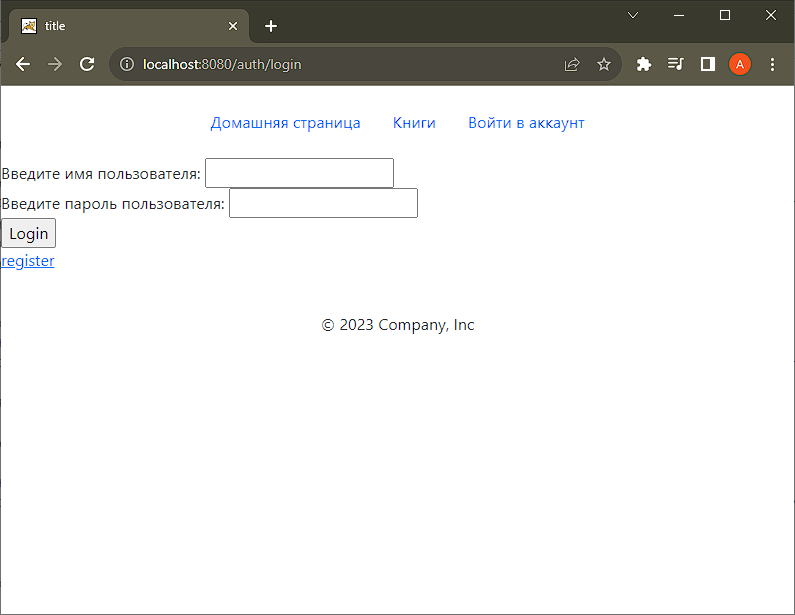 title
localhost:8080/auth/login
A
Домашняя страница Книги Войти в аккаунт
Введите имя пользователя:
Введите пароль пользователя:
Login
register
© 2023 Company, Inc